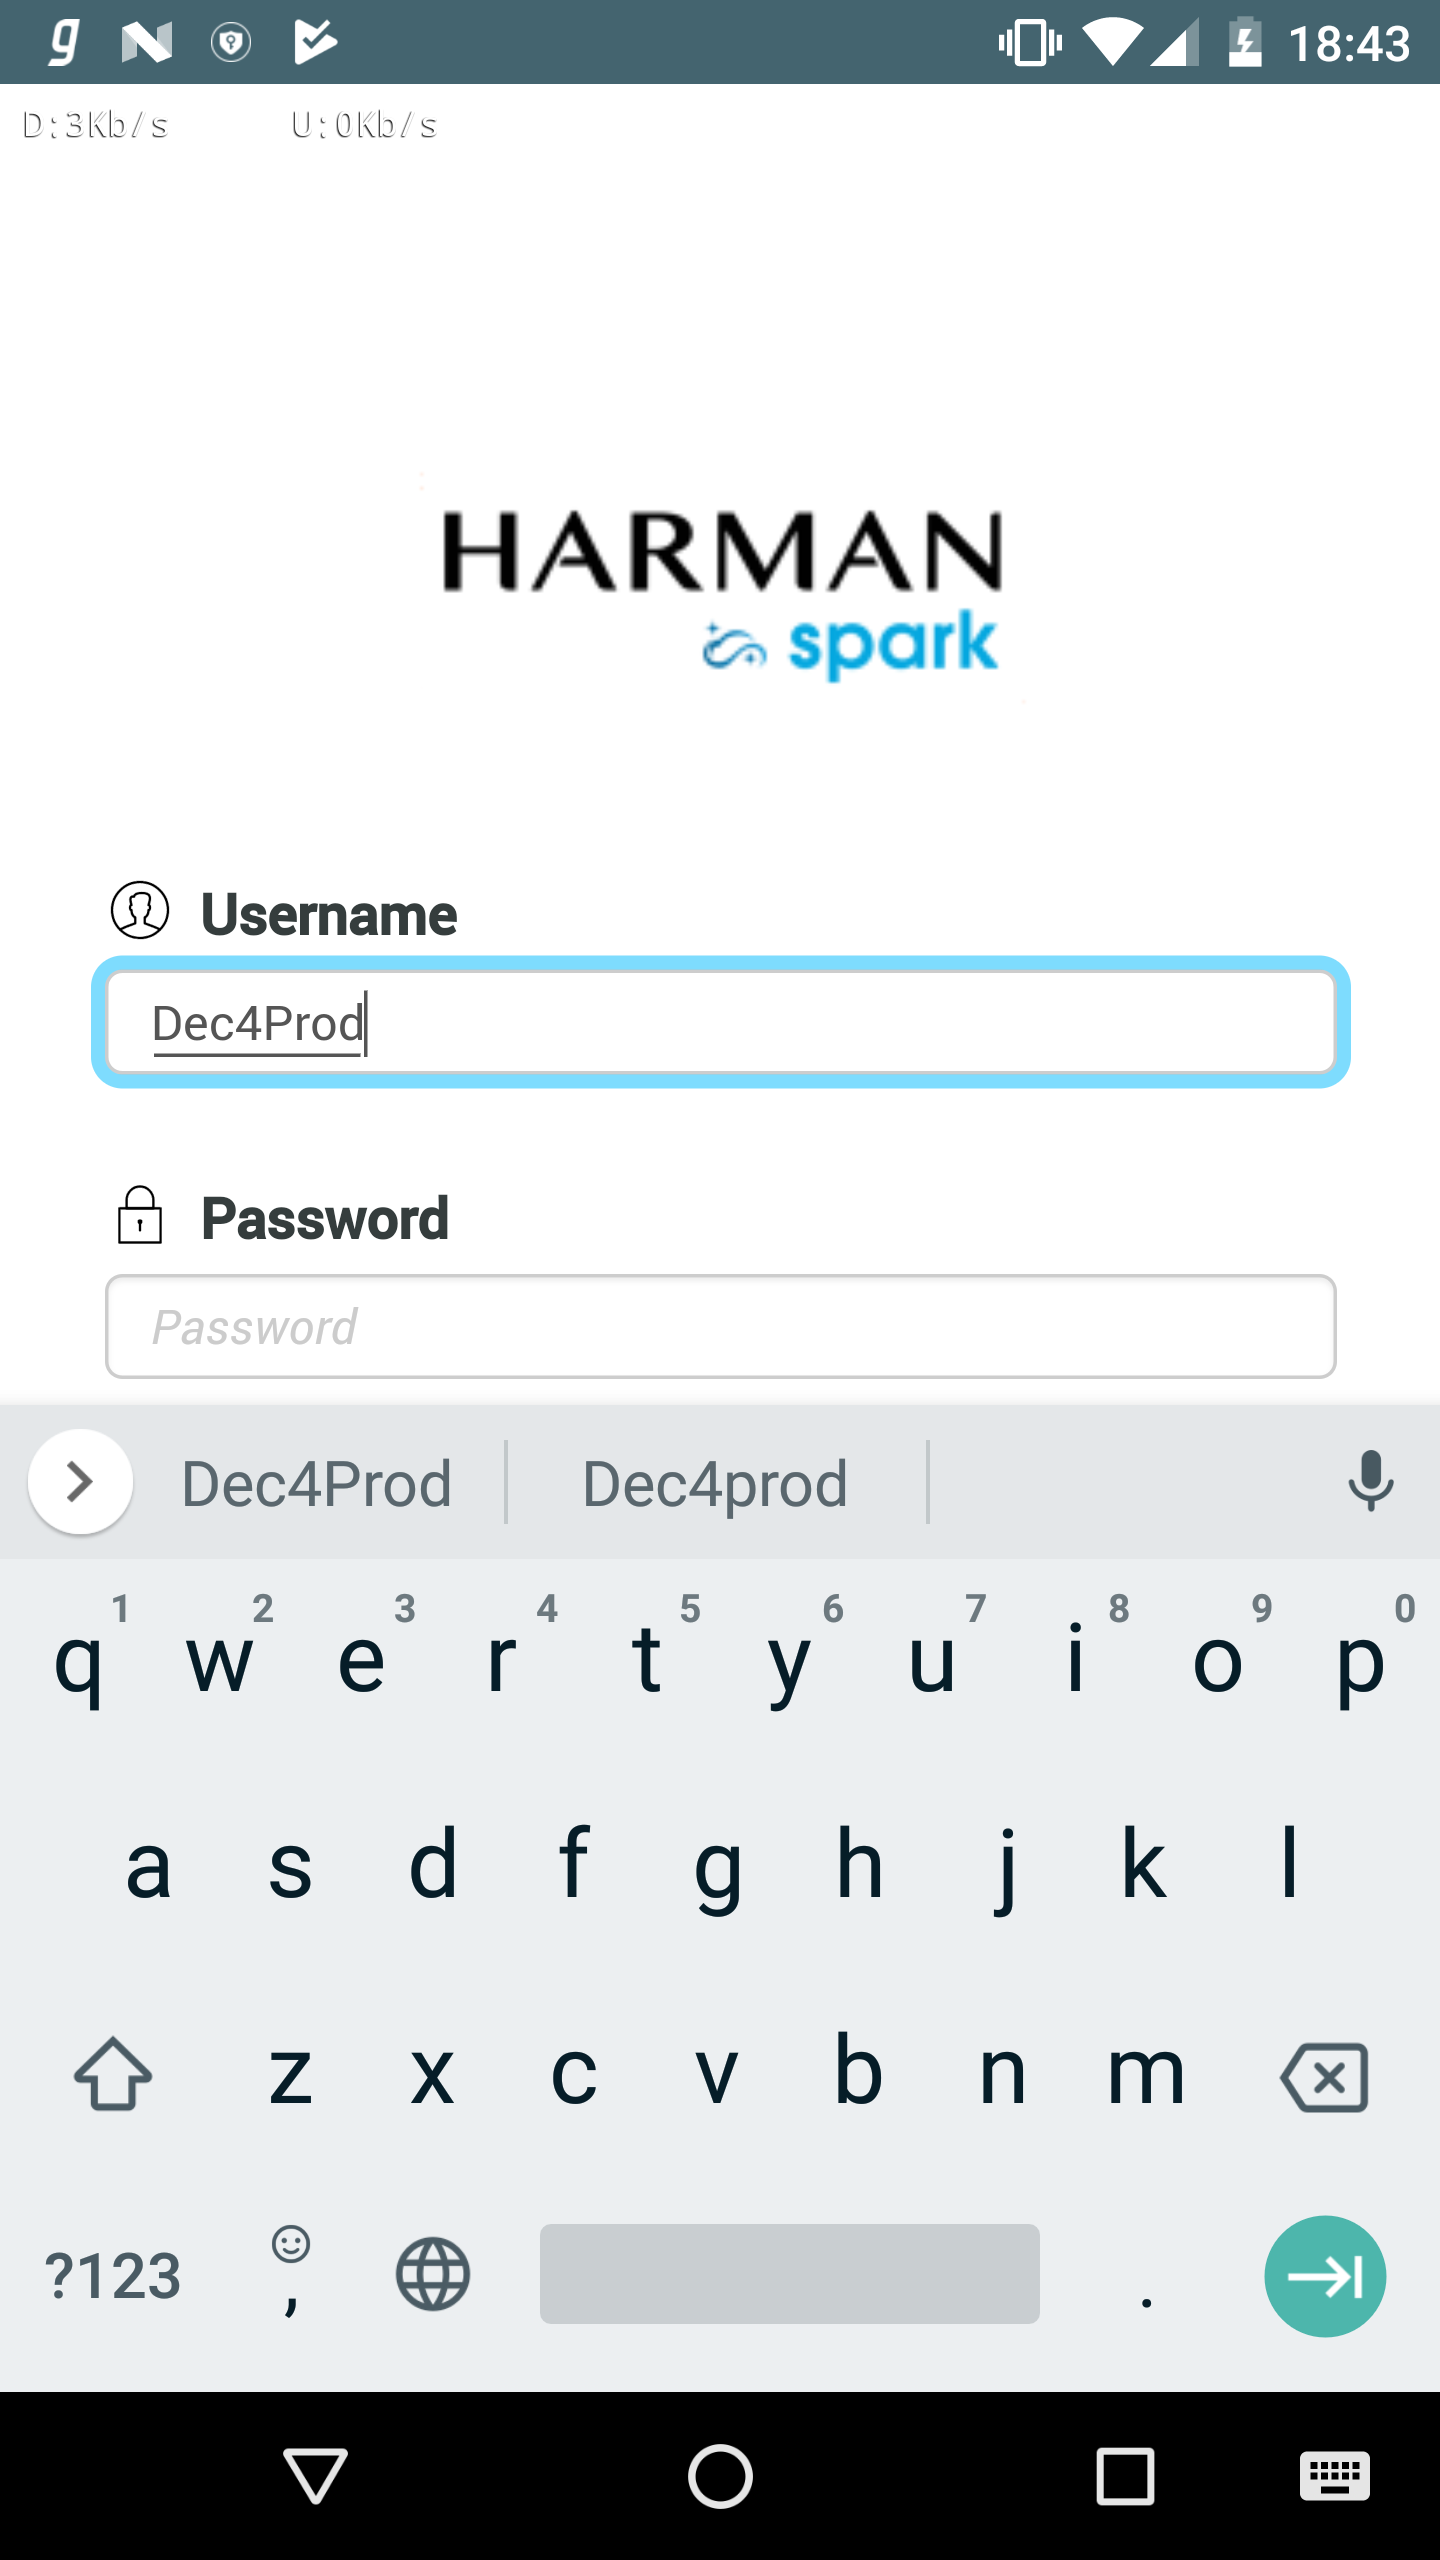 18:43
D:3Kb/s U:0Kb/s
HARMAN
spark
Username
Dec4Prod
Password
Password
Dec4Prod Dec4prod
1 2 3 4 5 6 7 8 9 0
q w e r t y u i o p
a s d f g h j k l
z x c v b n m
?123 , .